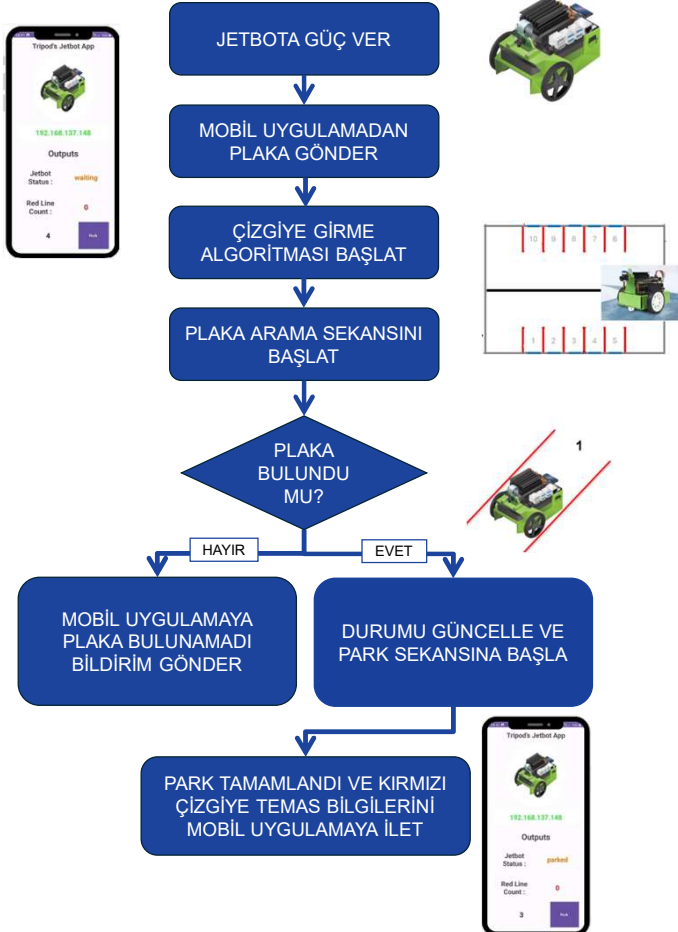 Tripod's Jetbot App
192.168.137.148
Outputs
Jetbot
Status :
waiting
Red Line
Count :
0
4
JETBOTA GÜÇ VER
MOBİL UYGULAMADAN
PLAKA GÖNDER
ÇİZGİYE GİRME
ALGORİTMASI BAŞLAT
PLAKA ARAMA SEKANSINI
BAŞLAT
10 9 8 7 6
1 2 3 4 5
PLAKA
BULUNDU
MU?
1
HAYIR
EVET
MOBİL UYGULAMAYA
PLAKA BULUNAMADI
BİLDİRİM GÖNDER
DURUMU GÜNCELLE VE
PARK SEKANSINA BAŞLA
PARK TAMAMLANDI VE KIRMIZI
ÇİZGİYE TEMAS BİLGİLERİNİ
MOBİL UYGULAMAYA İLET
Tripod's Jetbot App
192.168.137.148
Outputs
Jetbot
Status :
parked
Red Line
Count :
0
3